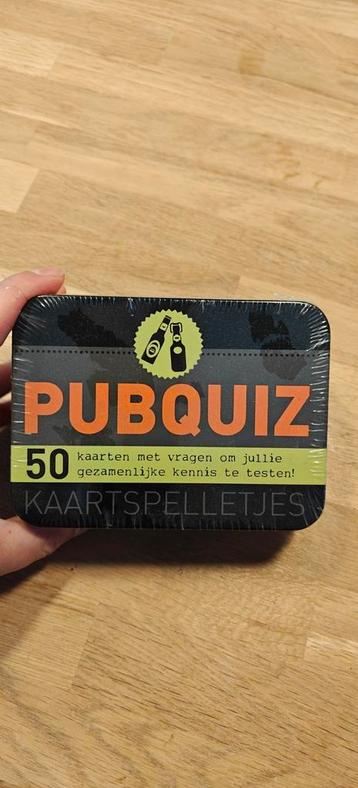 PUBQUIZ
50 kaarten met vragen om jullie
gezamenlijke kennis te testen!
KAARTSPELLETJES